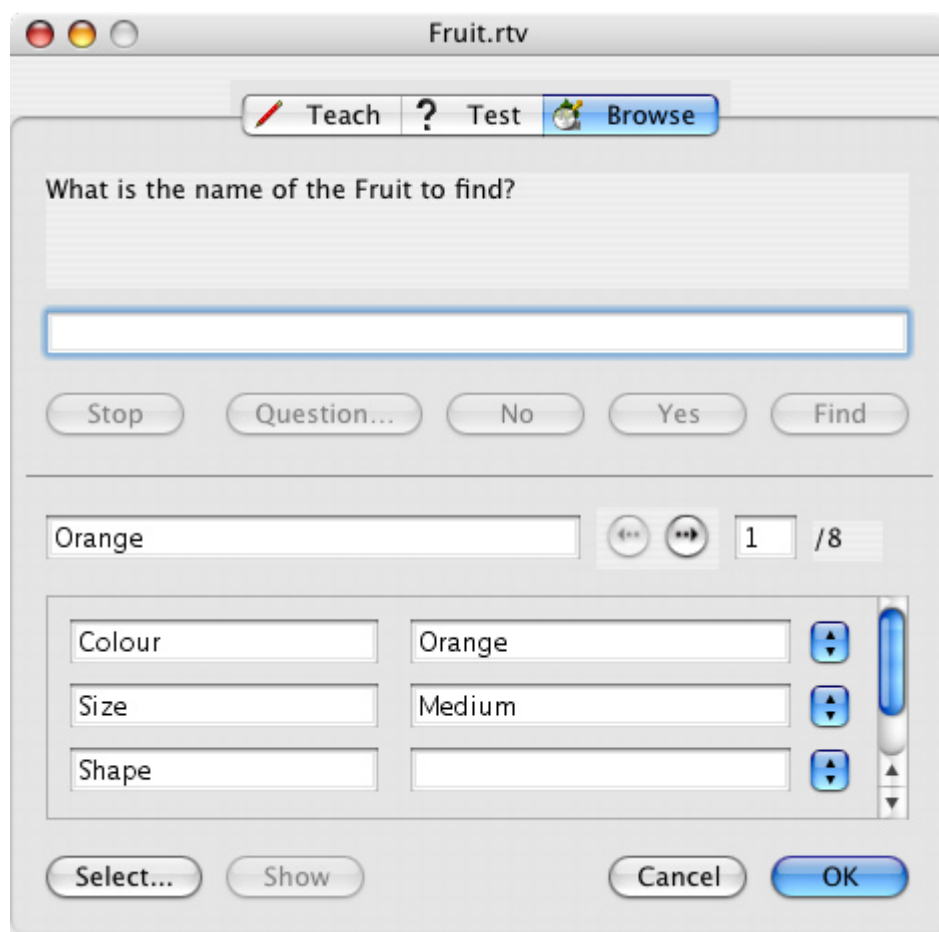 Fruit.rtv
Teach ? Test Browse
What is the name of the Fruit to find?
Stop Question... No Yes Find
Orange 1 /8
Colour Orange
Size Medium
Shape
Select... Show Cancel OK